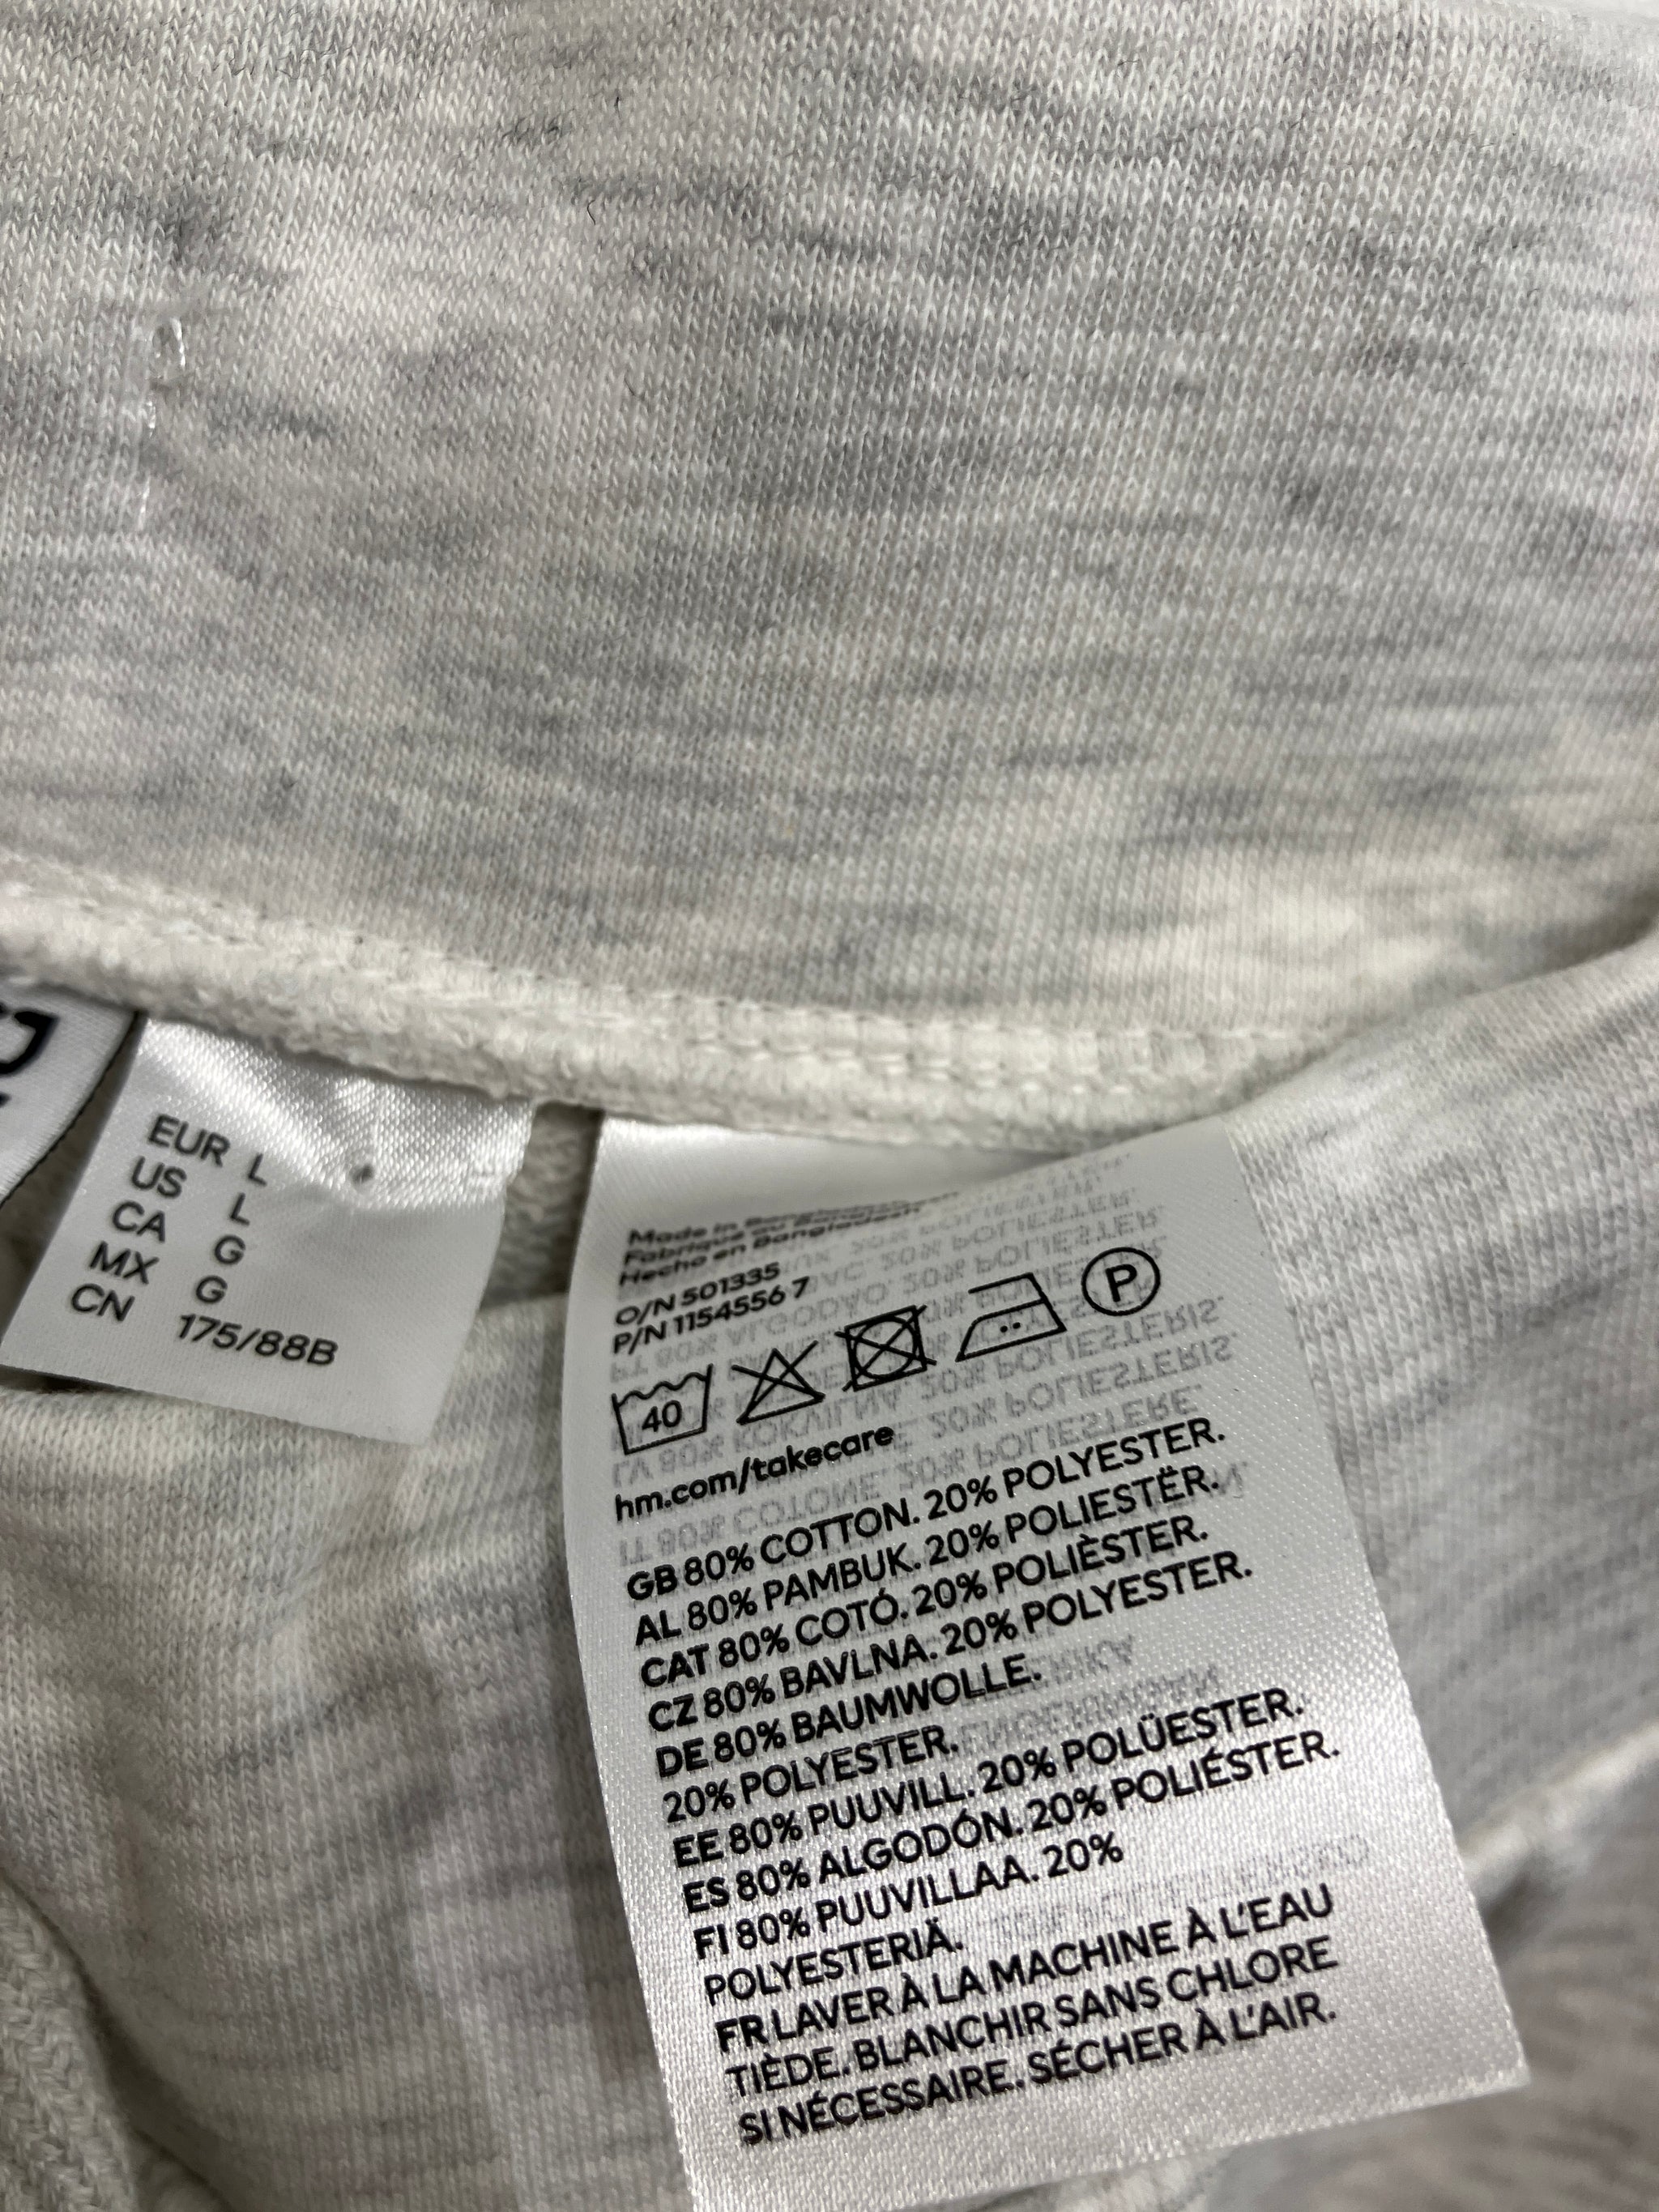 EUR L
US L
CA G
MX G
CN 175/88B
Made in Bangladesh
Fabriqué au Bangladesh
Hecho en Bangladesh
O/N 501335
P/N 1154556 7
40
P
hm.com/takecare
GB 80% COTTON. 20% POLYESTER.
AL 80% PAMBUK. 20% POLIESTËR.
CAT 80% COTÓ. 20% POLIÈSTER.
CZ 80% BAVLNA. 20% POLYESTER.
DE 80% BAUMWOLLE.
20% POLYESTER.
EE 80% PUUVILL. 20% POLÜESTER.
ES 80% ALGODÓN. 20% POLIÉSTER.
FI 80% PUUVILLAA. 20%
POLYESTERIÄ.
FR LAVER À LA MACHINE À L'EAU
TIÈDE. BLANCHIR SANS CHLORE
SI NÉCESSAIRE. SÉCHER À L'AIR.